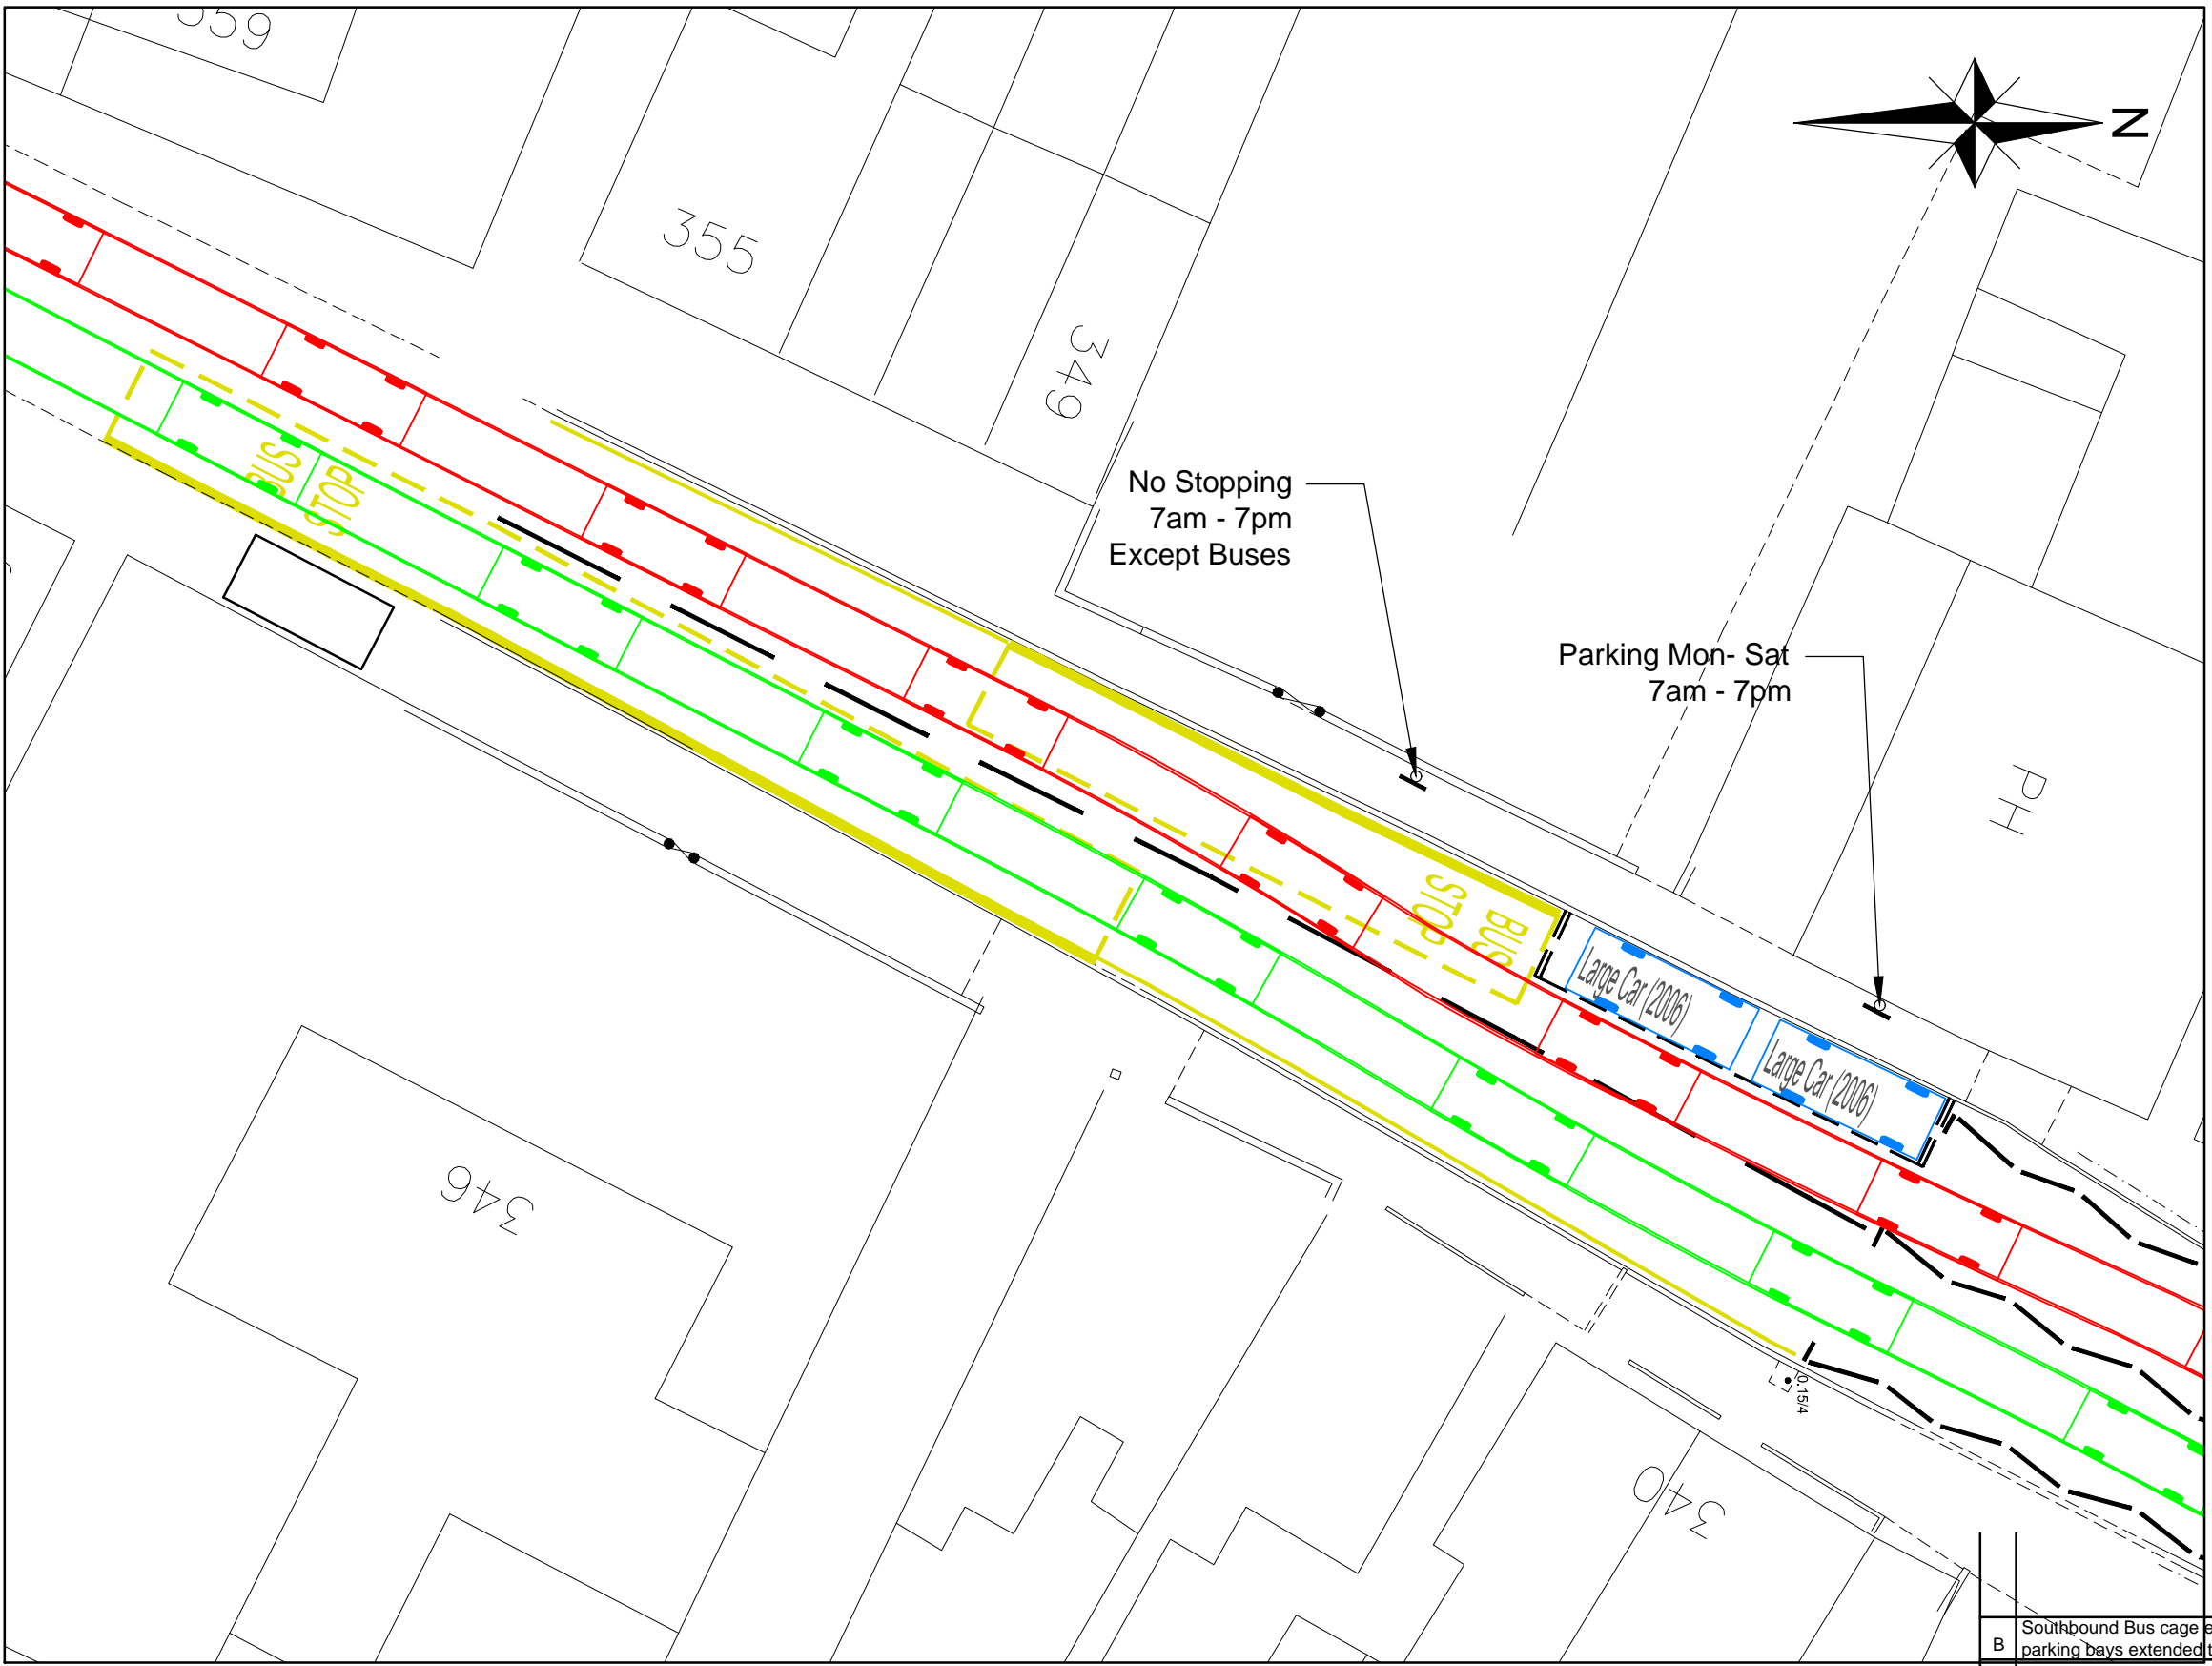 359
355
349
N
No Stopping
7am - 7pm
Except Buses
Parking Mon- Sat
7am - 7pm
PH
BUS
STOP
BUS
STOP
Large Car (2006)
Large Car (2006)
346
340
0.15/4
B
Southbound Bus cage
parking bays extended